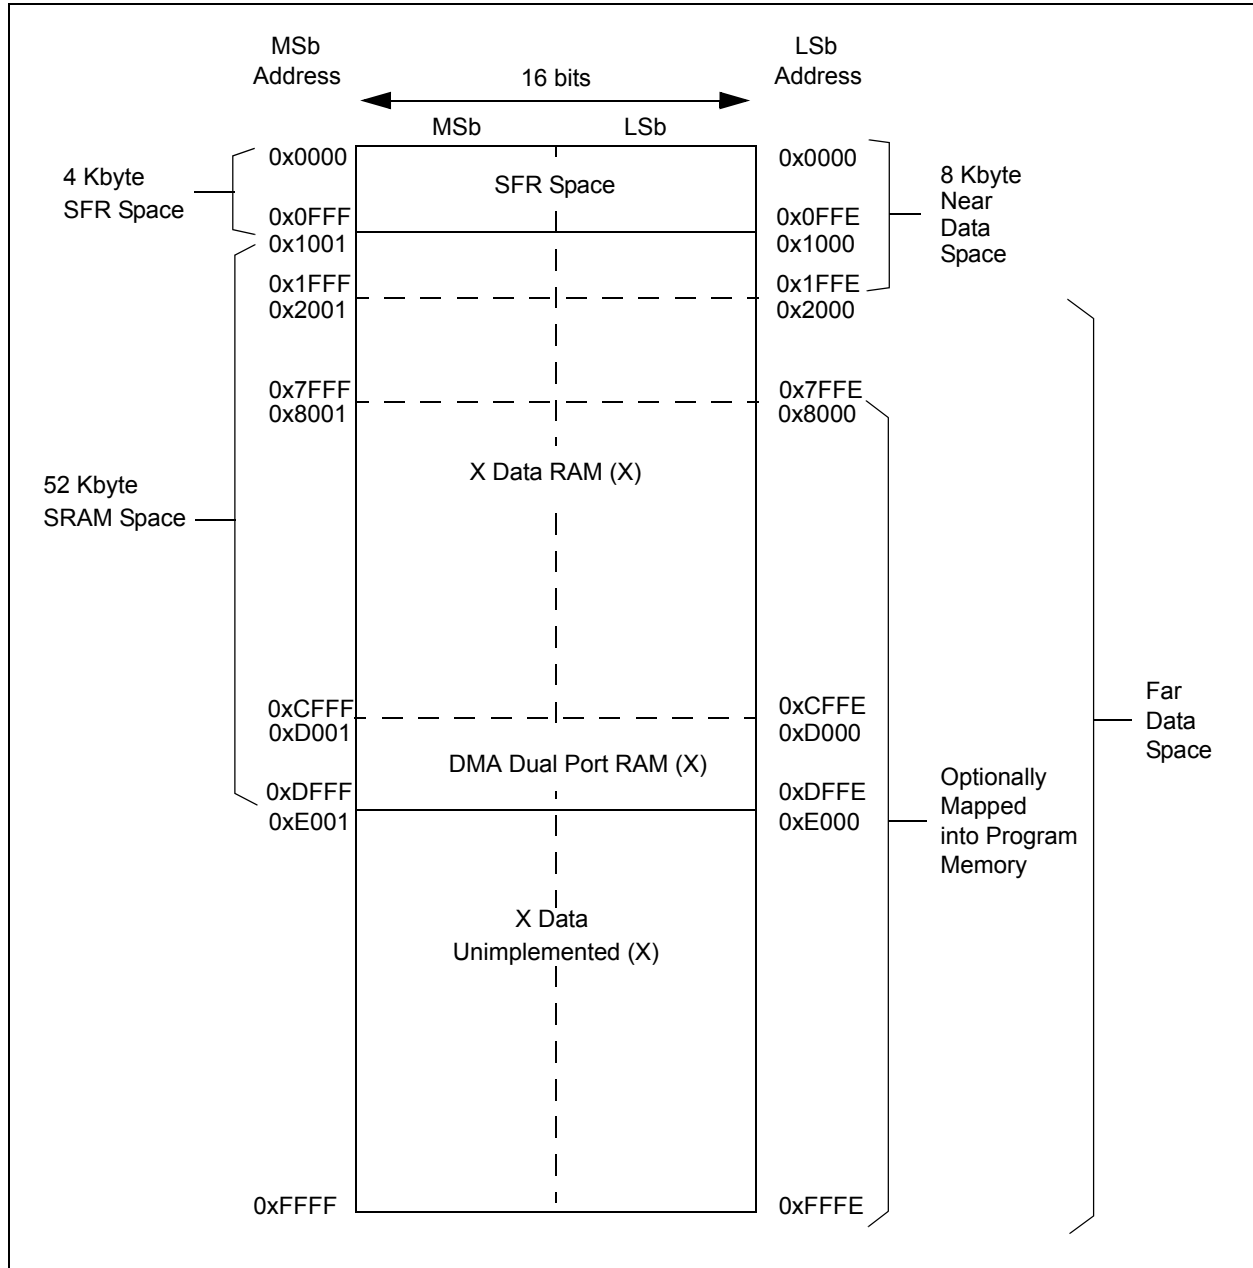 MSb
Address
LSb
Address
16 bits
MSb
LSb
4 Kbyte
SFR Space
0x0000
SFR Space
0x0000
8 Kbyte
Near
Data
Space
0x0FFF
0x0FFE
0x1001
0x1000
0x1FFF
0x1FFE
0x2001
0x2000
0x7FFF
0x7FFE
0x8001
0x8000
52 Kbyte
SRAM Space
X Data RAM (X)
0xCFFF
0xCFFE
0xD001
0xD000
DMA Dual Port RAM (X)
0xDFFF
0xDFFE
0xE001
0xE000
Optionally
Mapped
into Program
Memory
Far
Data
Space
X Data
Unimplemented (X)
0xFFFF
0xFFFE